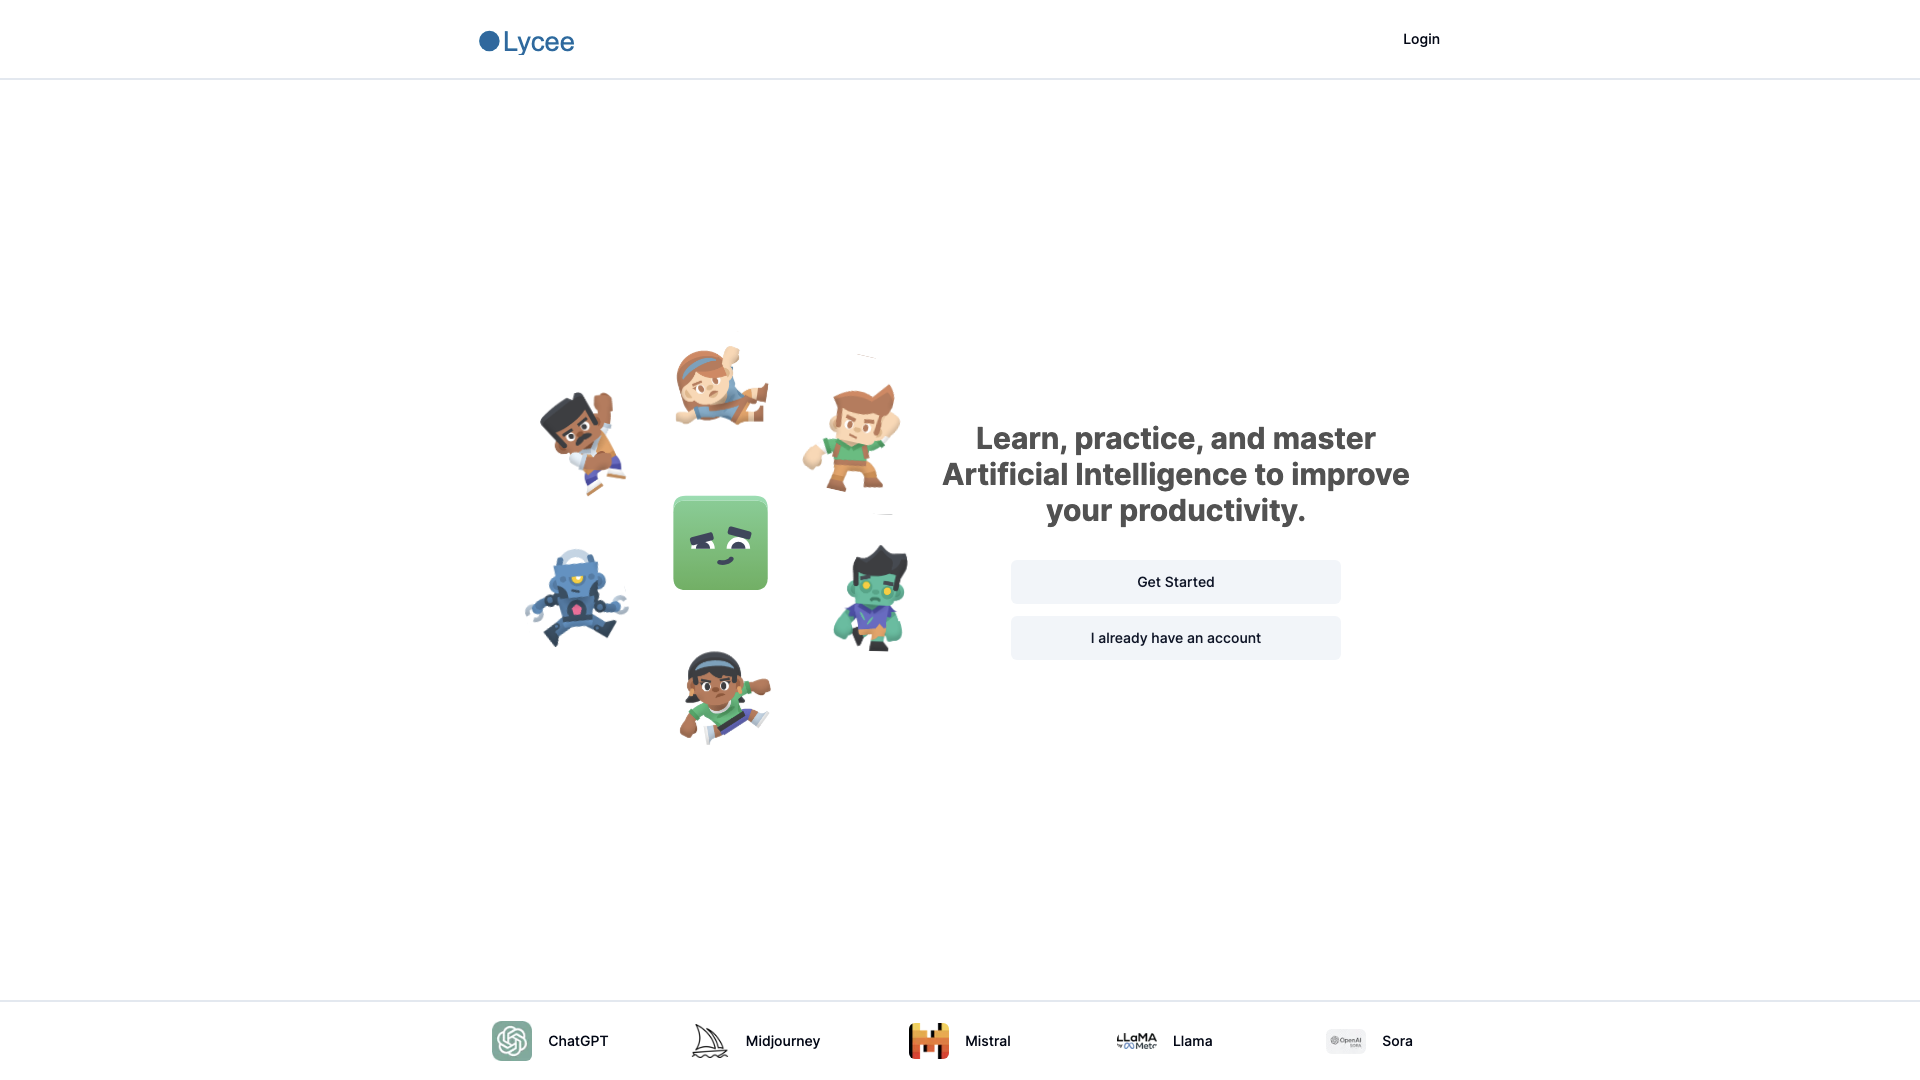 Lycee
Login
Learn, practice, and master
Artificial Intelligence to improve
your productivity.
Get Started
I already have an account
ChatGPT
Midjourney
Mistral
LLaMA
by Meta
Llama
OpenAI
Sora